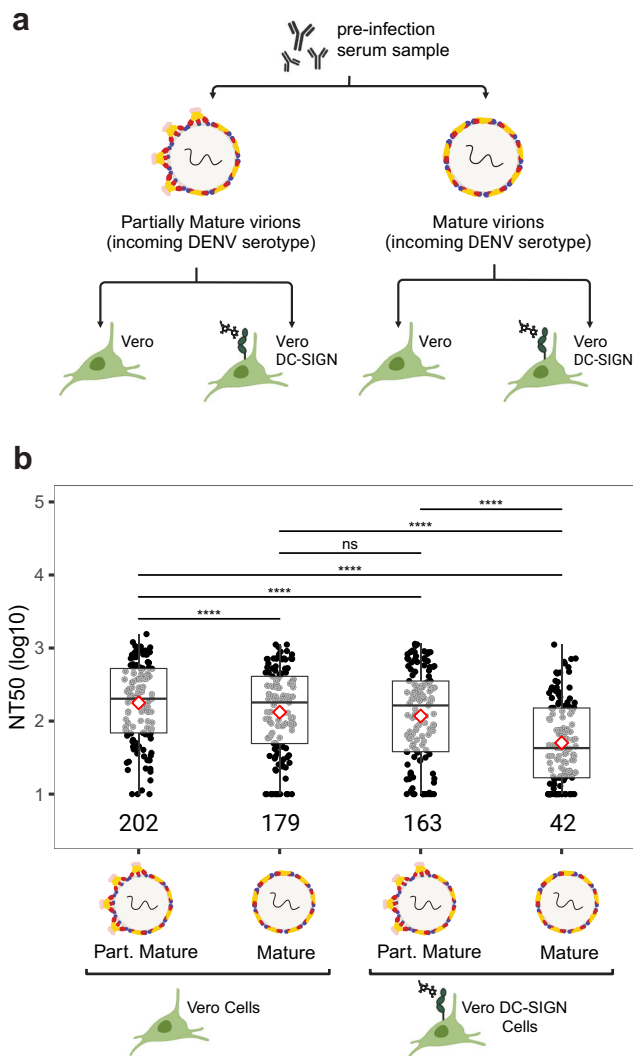 a
pre-infection
serum sample
Partially Mature virions
(incoming DENV serotype)
Mature virions
(incoming DENV serotype)
Vero
Vero
DC-SIGN
Vero
Vero
DC-SIGN
b
NT50 (log10)
5
4
3
2
1
****
****
ns
****
****
****
202
179
163
42
Part. Mature
Mature
Part. Mature
Mature
Vero Cells
Vero DC-SIGN
Cells